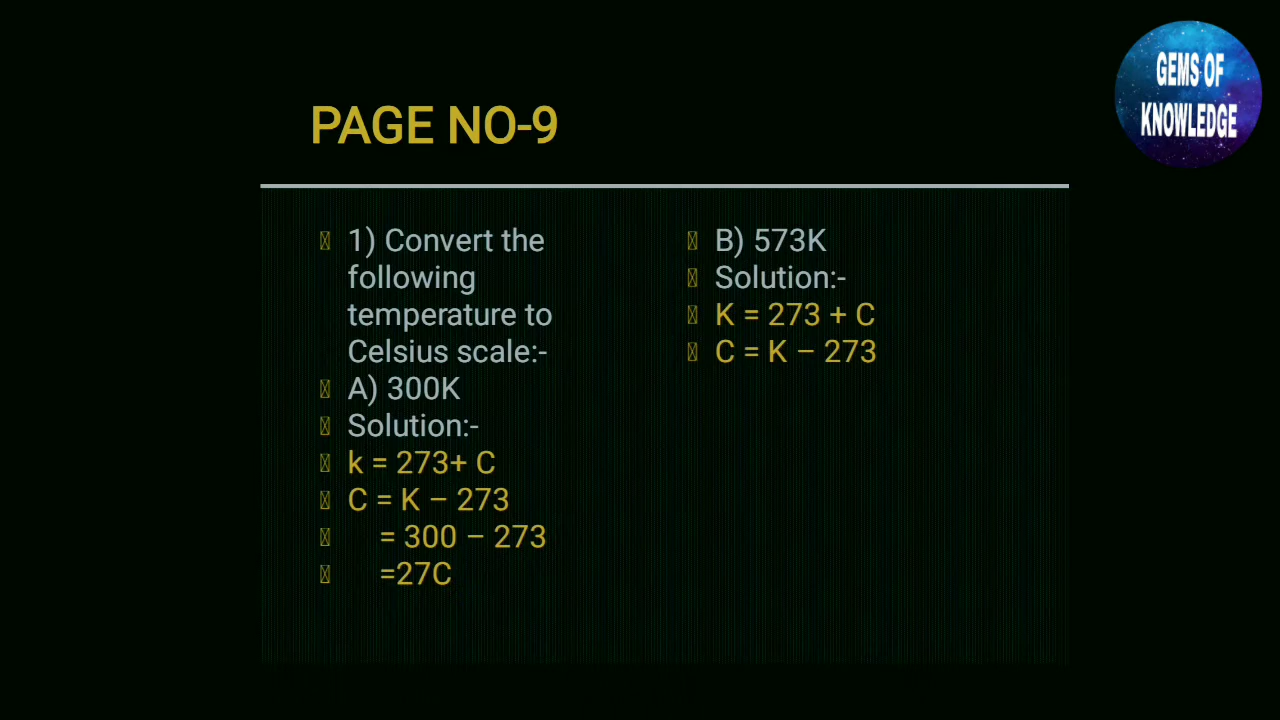 GEMS OF
KNOWLEDGE
PAGE NO-9
1) Convert the
following
temperature to
Celsius scale:-
A) 300K
Solution:-
k = 273+ C
C = K – 273
= 300 – 273
=27C
B) 573K
Solution:-
K = 273 + C
C = K – 273